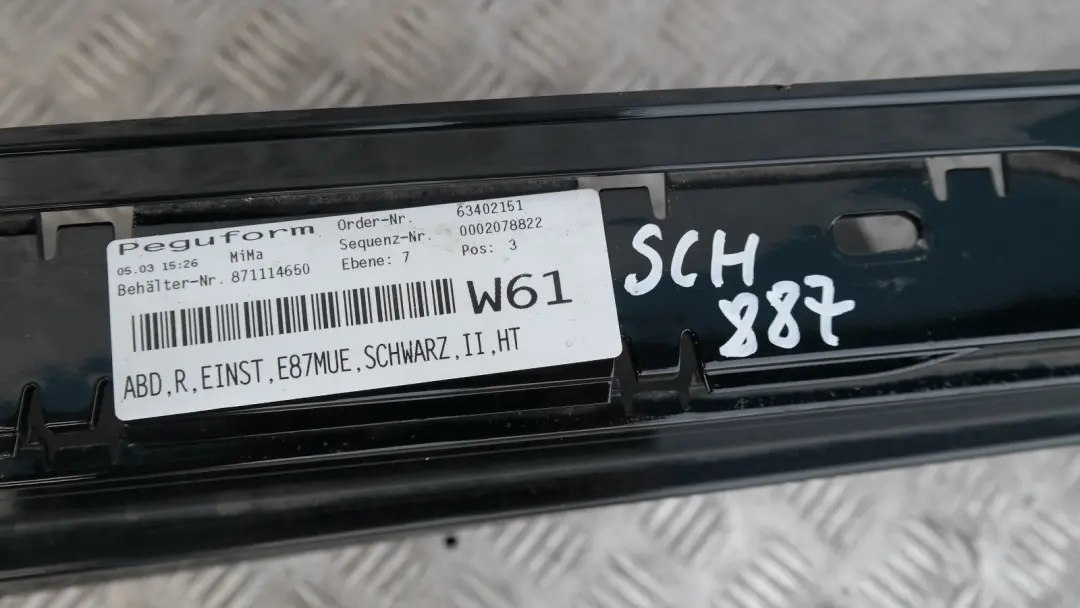 Peguform
05.03 15:26 MiMa
Behälter-Nr. 871114650
Order-Nr. 63402151
Sequenz-Nr. 0002078822
Ebene: 7 Pos: 3
W61
ABD,R,EINST,E87MUE,SCHWARZ,II,HT
SCH
887